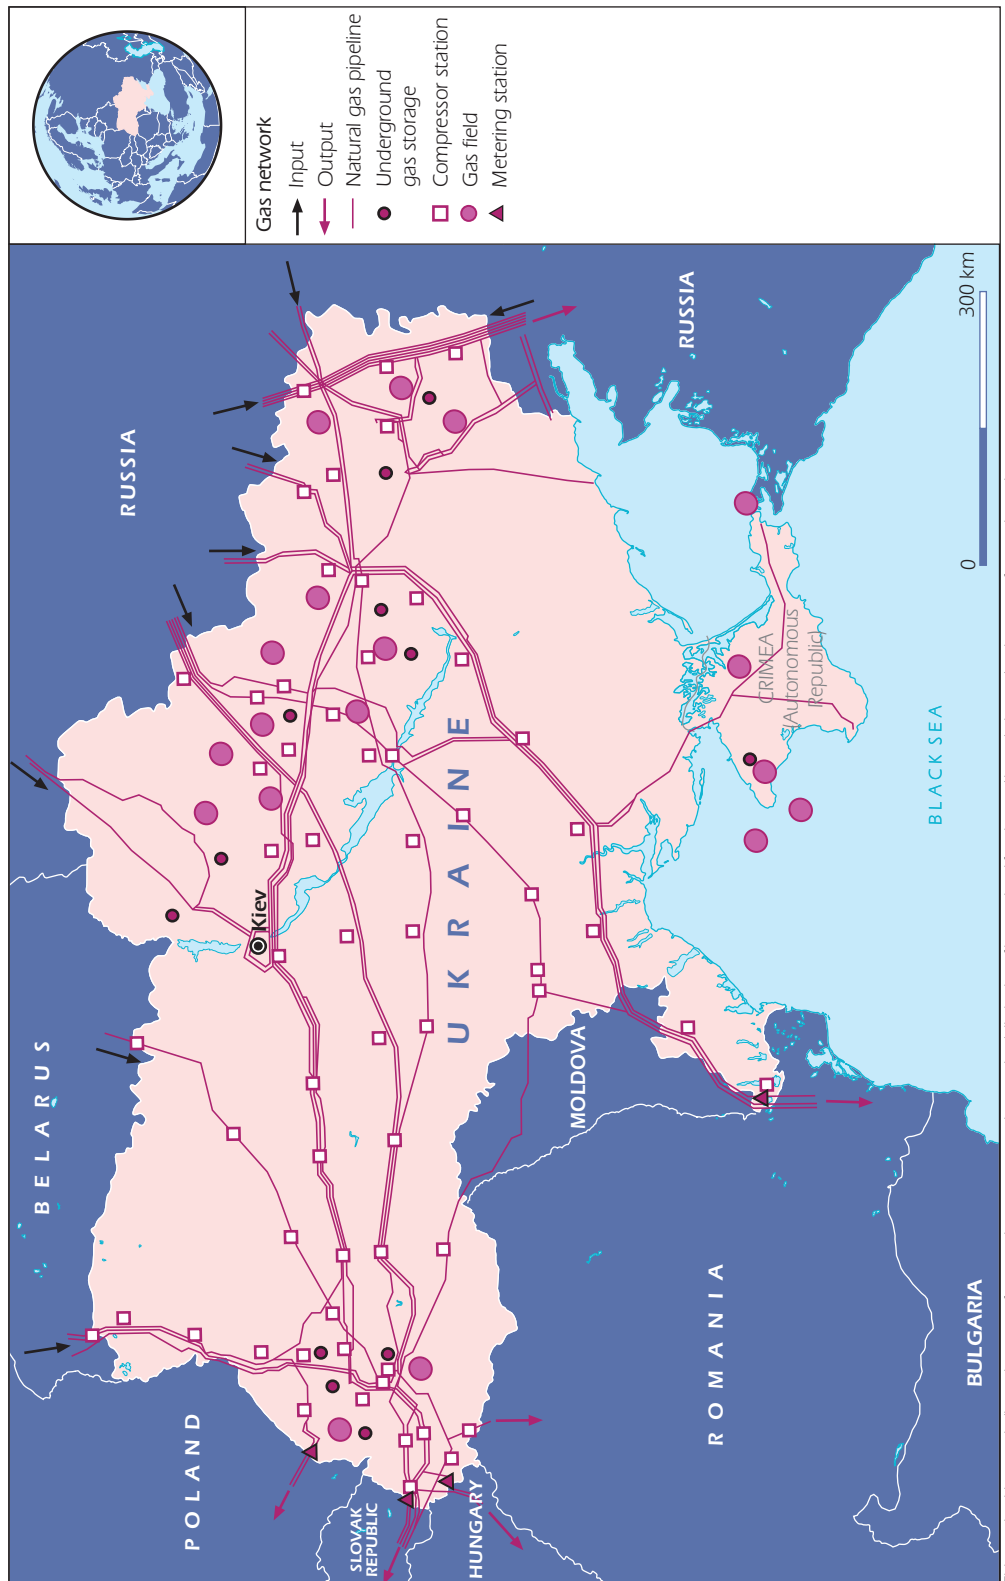 Gas network
Input
Output
Natural gas pipeline
Underground
gas storage
Compressor station
Gas field
Metering station
RUSSIA
BELARUS
POLAND
Kiev
UKRAINE
SLOVAK
REPUBLIC
HUNGARY
MOLDOVA
ROMANIA
BULGARIA
RUSSIA
CRIMEA
(Autonomous
Republic)
BLACK SEA
0
300 km